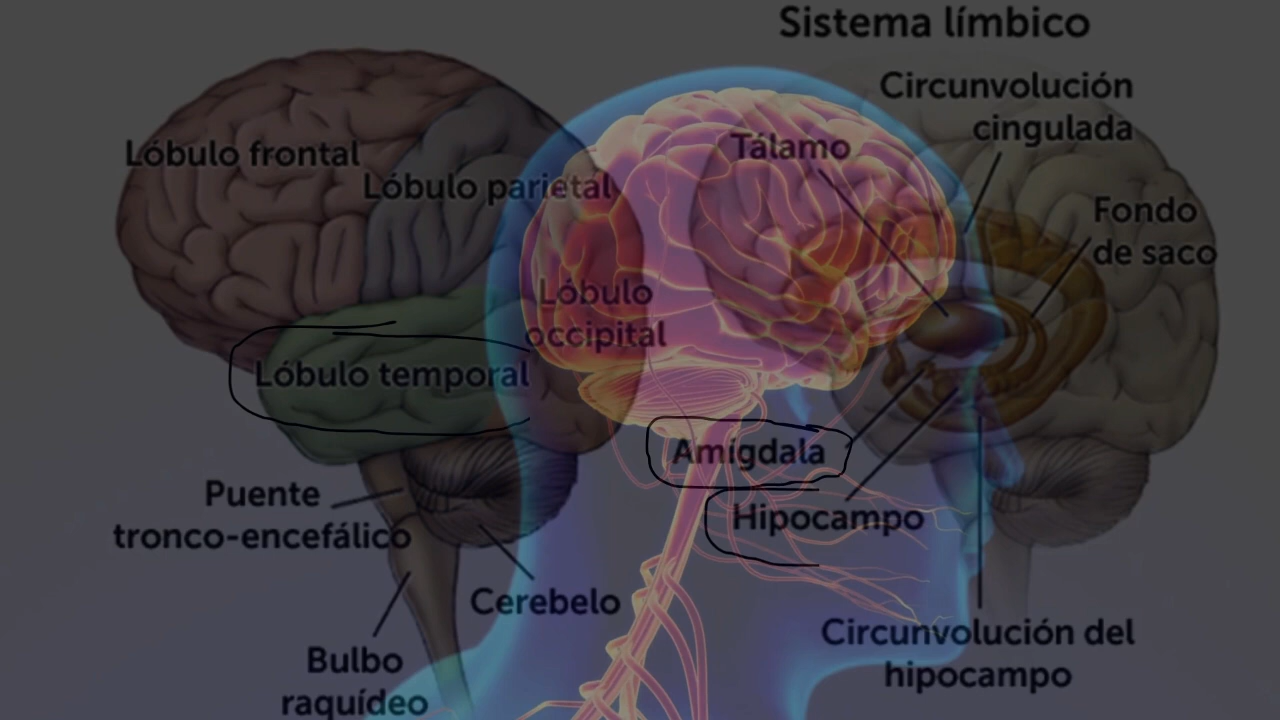 Sistema límbico
Circunvolución
cingulada
Tálamo
Fondo
de saco
Lóbulo frontal
Lóbulo parietal
Lóbulo
occipital
Lóbulo temporal
Amígdala
Hipocampo
Puente
tronco-encefálico
Cerebelo
Bulbo
raquídeo
Circunvolución del
hipocampo